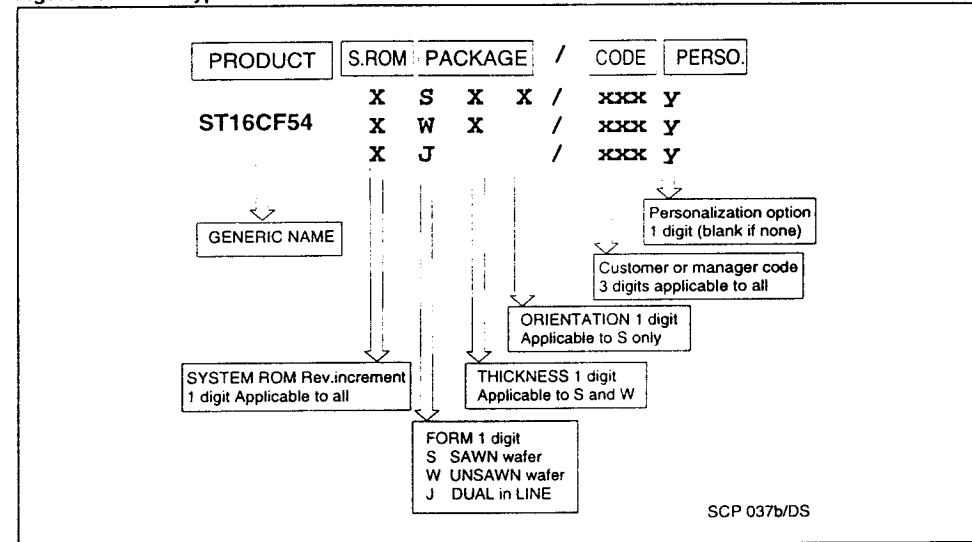 PRODUCT S.ROM PACKAGE / CODE PERSO.
X S X X / xxx y
ST16CF54 X W X / xxx y
X J / xxx y
Personalization option
1 digit (blank if none)
GENERIC NAME
Customer or manager code
3 digits applicable to all
ORIENTATION 1 digit
Applicable to S only
SYSTEM ROM Rev.increment
1 digit Applicable to all
THICKNESS 1 digit
Applicable to S and W
FORM 1 digit
S SAWN wafer
W UNSAWN wafer
J DUAL in LINE
SCP 037b/DS